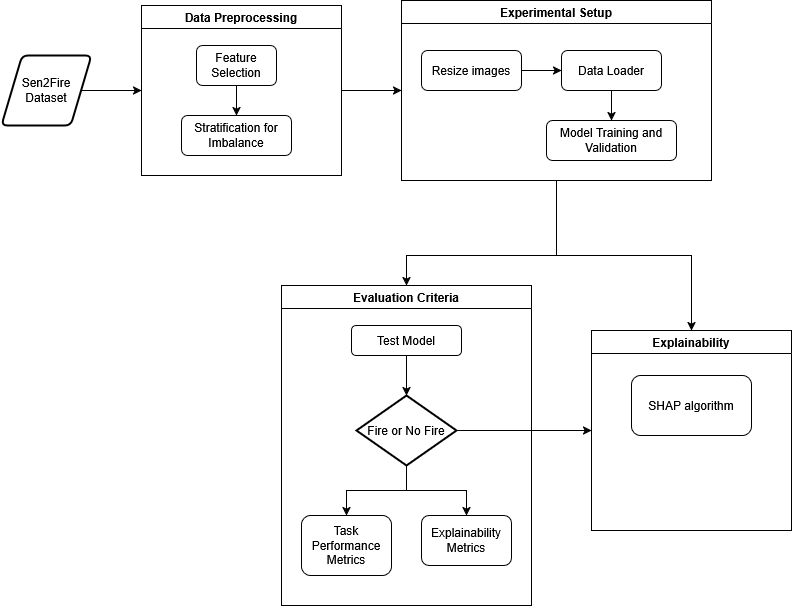 Sen2Fire
Dataset
Data Preprocessing
Feature
Selection
Stratification for
Imbalance
Experimental Setup
Resize images
Data Loader
Model Training and
Validation
Evaluation Criteria
Test Model
Fire or No Fire
Task
Performance
Metrics
Explainability
Metrics
Explainability
SHAP algorithm